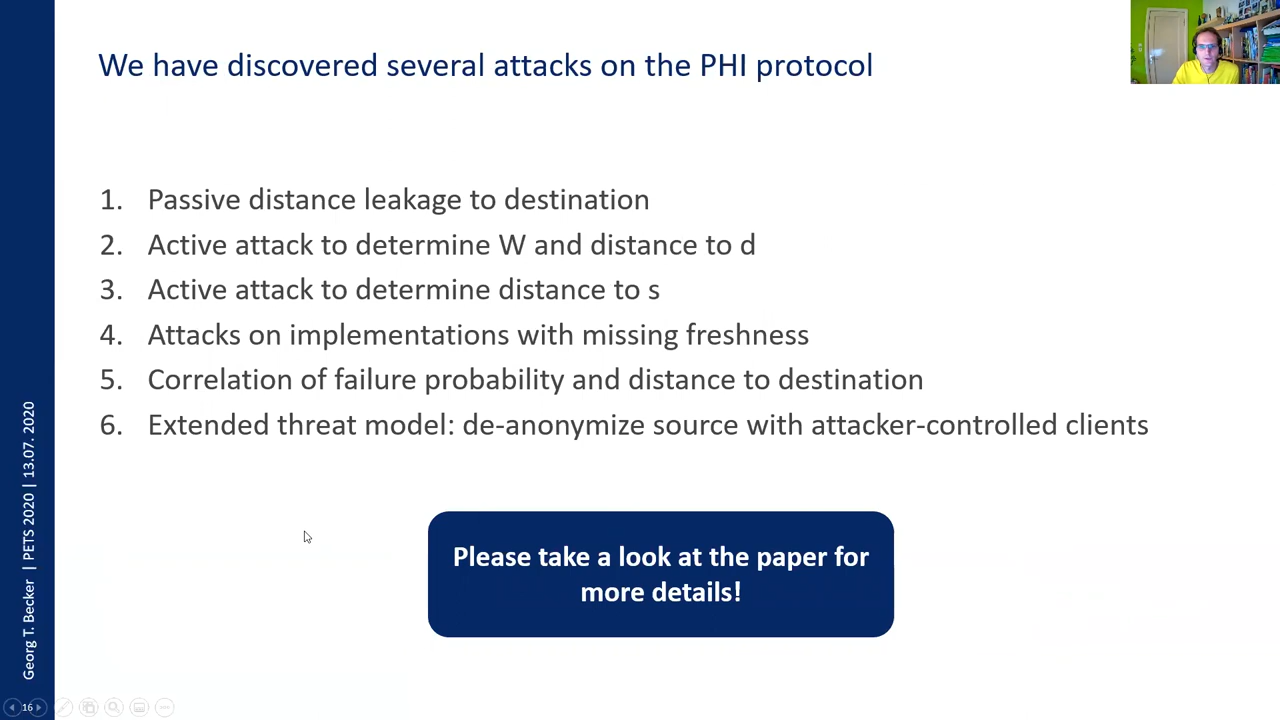 We have discovered several attacks on the PHI protocol
1. Passive distance leakage to destination
2. Active attack to determine W and distance to d
3. Active attack to determine distance to s
4. Attacks on implementations with missing freshness
5. Correlation of failure probability and distance to destination
6. Extended threat model: de-anonymize source with attacker-controlled clients
Please take a look at the paper for
more details!
Georg T. Becker | PETS 2020 | 13.07. 2020
16